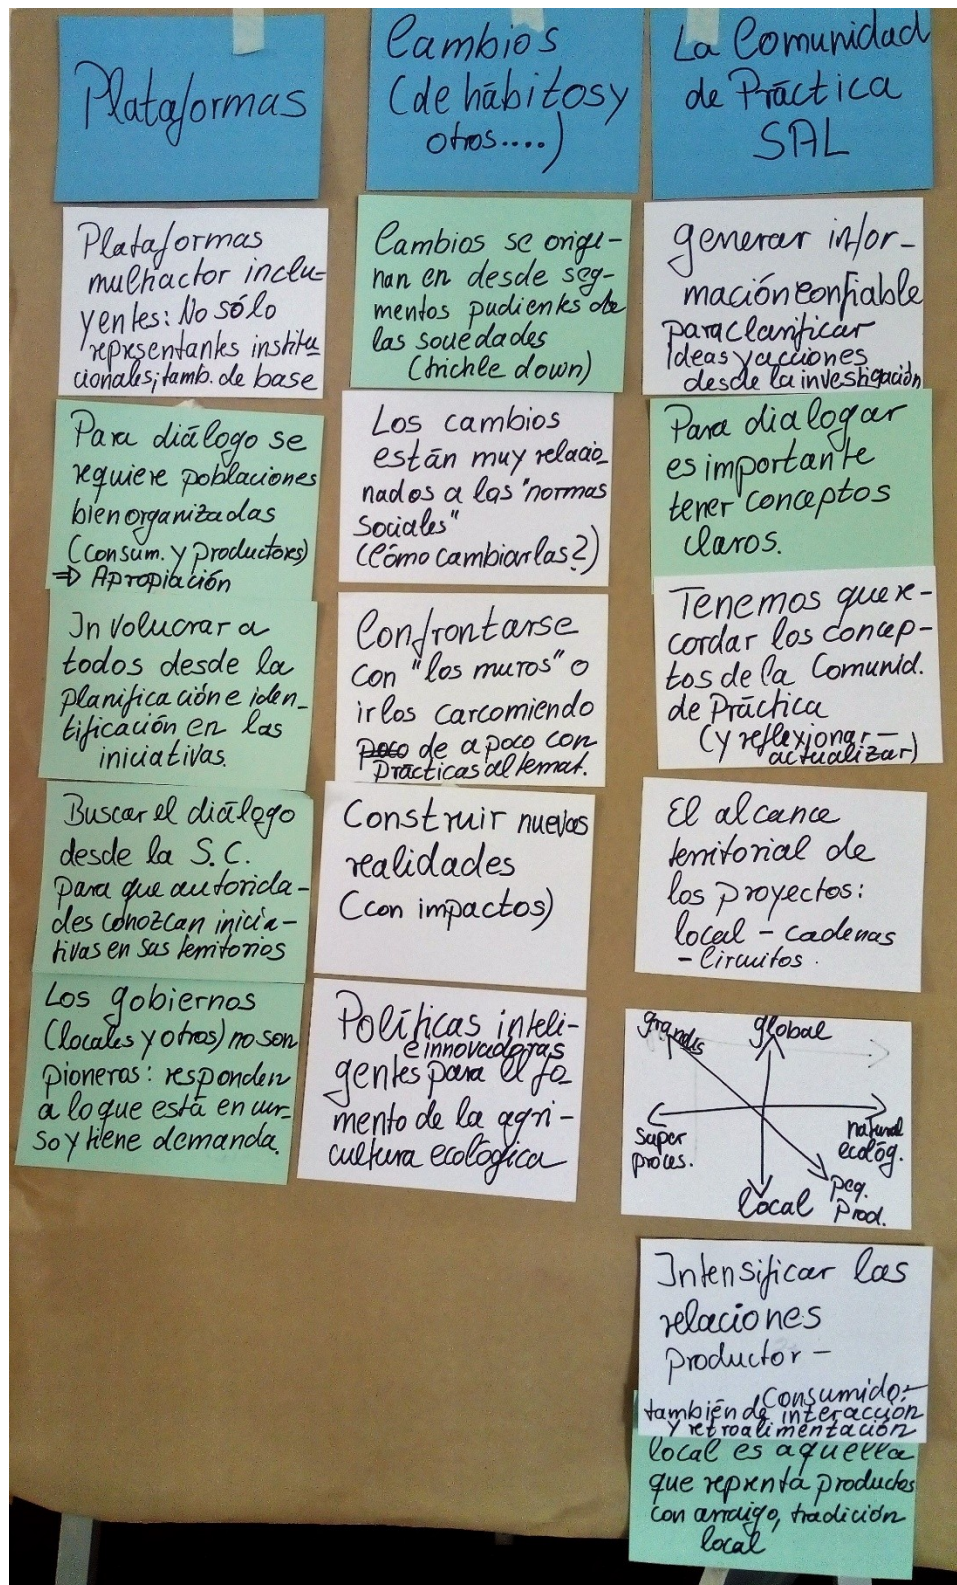 Plataformas
Plataformas
multiactor inclu-
yentes: No sólo
representantes institu-
cionales; tamb. de base
Para diálogo se
requiere poblaciones
bien organizadas
(consum. y productores)
⇒ Apropiación
Involucrar a
todos desde la
planificación e iden-
tificación en las
iniciativas.
Buscar el diálogo
desde la S.C.
para que autorida-
des conozcan inicia-
tivas en sus territorios
Los gobiernos
(locales y otros) no son
pioneros: responden
a lo que está en cur-
so y tiene demanda.
Cambios
(de hábitos y
otros....)
Cambios se origi-
nan en desde seg-
mentos pudientes de
las sociedades
(trickle down)
Los cambios
están muy relacio-
nados a las "normas
sociales"
(Cómo cambiarlas?)
Confrontarse
con "los muros" o
irlos carcomiendo
poco de a poco con
prácticas alternat.
Construir nuevas
realidades
(con impactos)
Políticas inteli-
e innovadoras
gentes para el fo-
mento de la agri-
cultura ecológica
La Comunidad
de Práctica
SAL
generar infor-
mación confiable
para clarificar
ideas y acciones
desde la investigación
Para dialogar
es importante
tener conceptos
claros.
Tenemos que re-
cordar los concep-
tos de la Comunid.
de Práctica
(y reflexionar -
actualizar)
El alcance
territorial de
los proyectos:
local - cadenas
- Circuitos.
grandes
global
super
proces.
natural
ecológ.
local
peq.
Prod.
Intensificar las
relaciones
productor -
Consumidor
también de interacción
y retroalimentación
local es aquella
que reprenta productos
con arraigo, tradición
local